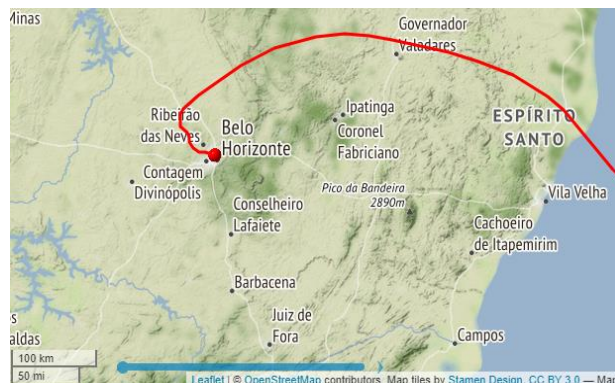 Minas
Governador
Valadares
Ipatinga
Coronel
Fabriciano
ESPÍRITO
SANTO
Ribeirão
das Neves
Belo
Horizonte
Contagem
Divinópolis
Pico da Bandeira
2890m
Vila Velha
Conselheiro
Lafaiete
Cachoeiro
de Itapemirim
Barbacena
Juiz de
Fora
Campos
os
aldas
100 km
50 mi
Leaflet | © OpenStreetMap contributors, Map tiles by Stamen Design, CC BY 3.0 — M